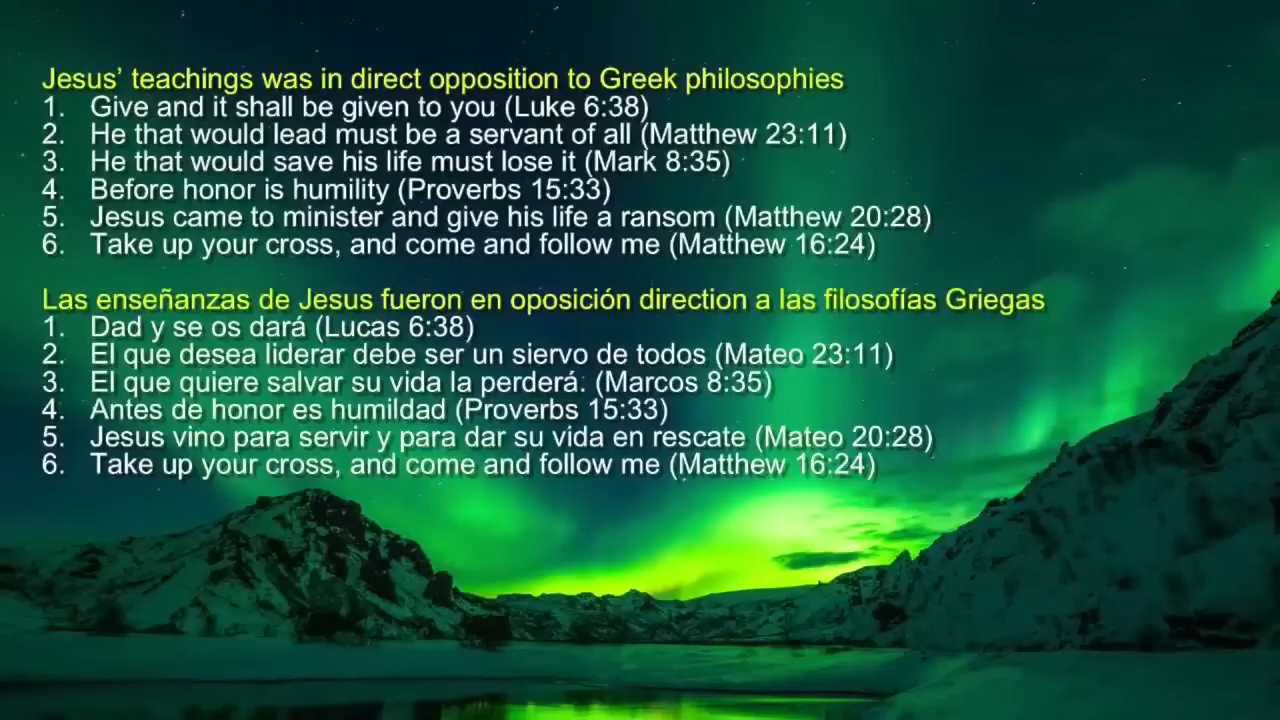 Jesus’ teachings was in direct opposition to Greek philosophies
1. Give and it shall be given to you (Luke 6:38)
2. He that would lead must be a servant of all (Matthew 23:11)
3. He that would save his life must lose it (Mark 8:35)
4. Before honor is humility (Proverbs 15:33)
5. Jesus came to minister and give his life a ransom (Matthew 20:28)
6. Take up your cross, and come and follow me (Matthew 16:24)
Las enseñanzas de Jesus fueron en oposición direction a las filosofías Griegas
1. Dad y se os dará (Lucas 6:38)
2. El que desea liderar debe ser un siervo de todos (Mateo 23:11)
3. El que quiere salvar su vida la perderá. (Marcos 8:35)
4. Antes de honor es humildad (Proverbs 15:33)
5. Jesus vino para servir y para dar su vida en rescate (Mateo 20:28)
6. Take up your cross, and come and follow me (Matthew 16:24)